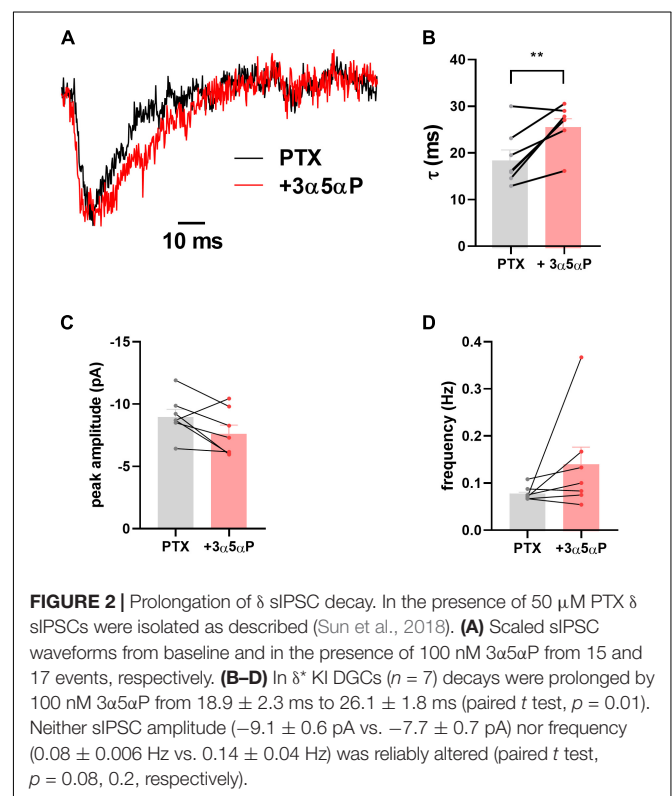 A
PTX
+3α5αP
10 ms
B
**
40
30
20
10
0
τ (ms)
PTX
+ 3α5αP
C
-15
-10
-5
0
peak amplitude (pA)
PTX
+3α5αP
D
0.4
0.3
0.2
0.1
0.0
frequency (Hz)
PTX
+3α5αP
FIGURE 2 | Prolongation of δ sIPSC decay. In the presence of 50 μM PTX δ
sIPSCs were isolated as described (Sun et al., 2018). (A) Scaled sIPSC
waveforms from baseline and in the presence of 100 nM 3α5αP from 15 and
17 events, respectively. (B–D) In δ* KI DGCs (n = 7) decays were prolonged by
100 nM 3α5αP from 18.9 ± 2.3 ms to 26.1 ± 1.8 ms (paired t test, p = 0.01).
Neither sIPSC amplitude (−9.1 ± 0.6 pA vs. −7.7 ± 0.7 pA) nor frequency
(0.08 ± 0.006 Hz vs. 0.14 ± 0.04 Hz) was reliably altered (paired t test,
p = 0.08, 0.2, respectively).